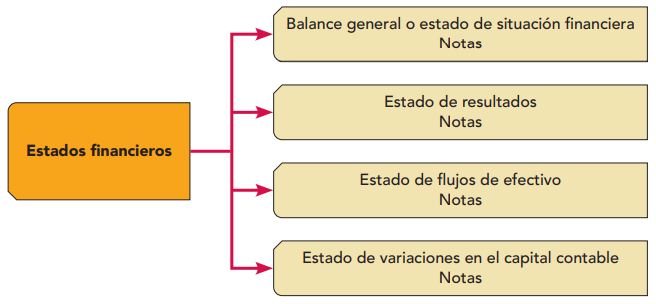 Estados financieros
Balance general o estado de situación financiera
Notas
Estado de resultados
Notas
Estado de flujos de efectivo
Notas
Estado de variaciones en el capital contable
Notas